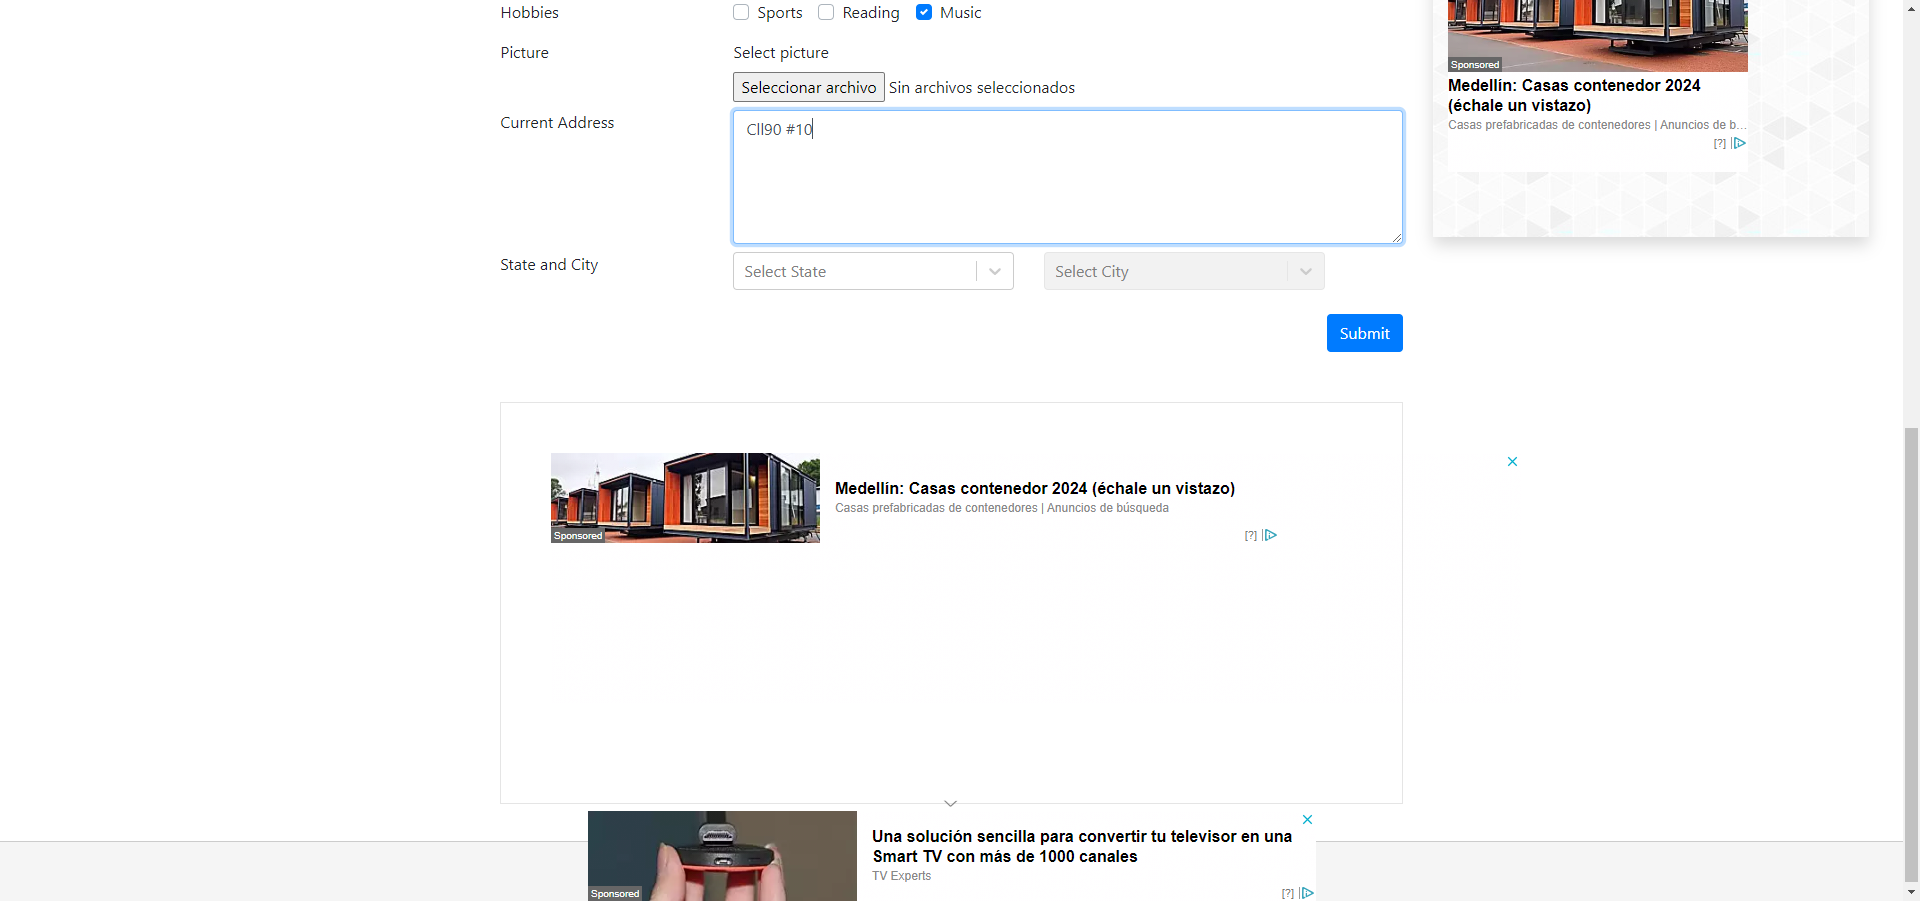 Hobbies
Sports Reading Music
Picture
Select picture
Seleccionar archivo Sin archivos seleccionados
Current Address
Cll90 #10
State and City
Select State
Select City
Submit
Sponsored
Medellín: Casas contenedor 2024
(échale un vistazo)
Casas prefabricadas de contenedores | Anuncios de b...
[?]
Sponsored
Medellín: Casas contenedor 2024 (échale un vistazo)
Casas prefabricadas de contenedores | Anuncios de búsqueda
[?]
Sponsored
Una solución sencilla para convertir tu televisor en una
Smart TV con más de 1000 canales
TV Experts
[?]